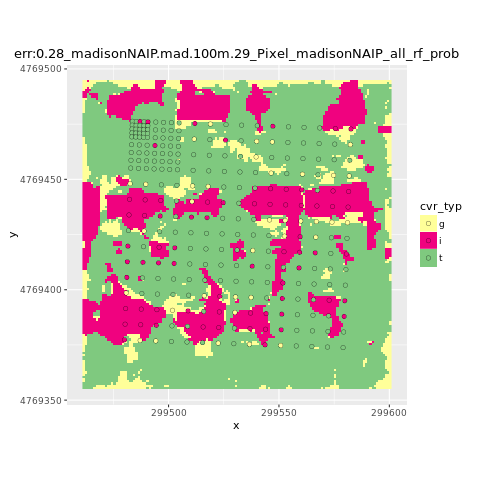 err:0.28_madisonNAIP.mad.100m.29_Pixel_madisonNAIP_all_rf_prob
4769500
4769450
4769400
4769350
y
299500
299550
299600
x
cvr_typ
g
i
t